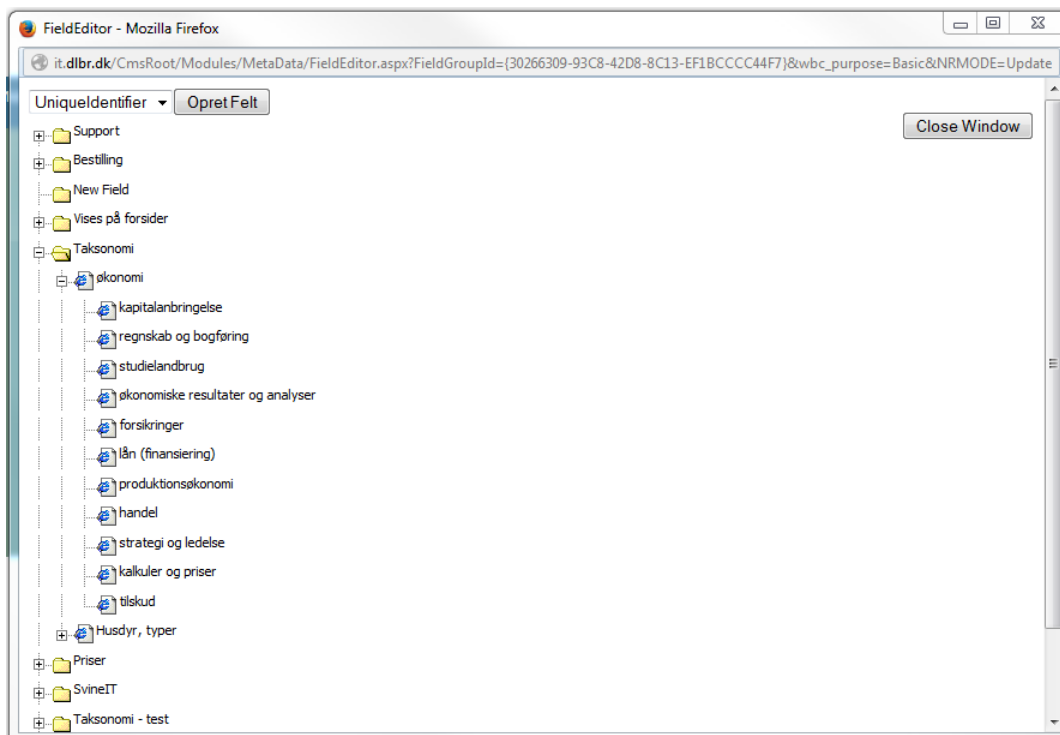 FieldEditor - Mozilla Firefox
it.dlbr.dk/CmsRoot/Modules/MetaData/FieldEditor.aspx?FieldGroupId={30266309-93C8-42D8-8C13-EF1BCCCC44F7}&wbc_purpose=Basic&NRMODE=Update
UniqueIdentifier Opret Felt
Close Window
Support
Bestilling
New Field
Vises på forsider
Taksonomi
økonomi
kapitalanbringelse
regnskab og bogføring
studielandbrug
økonomiske resultater og analyser
forsikringer
lån (finansiering)
produktionsøkonomi
handel
strategi og ledelse
kalkuler og priser
tilskud
Husdyr, typer
Priser
SvineIT
Taksonomi - test